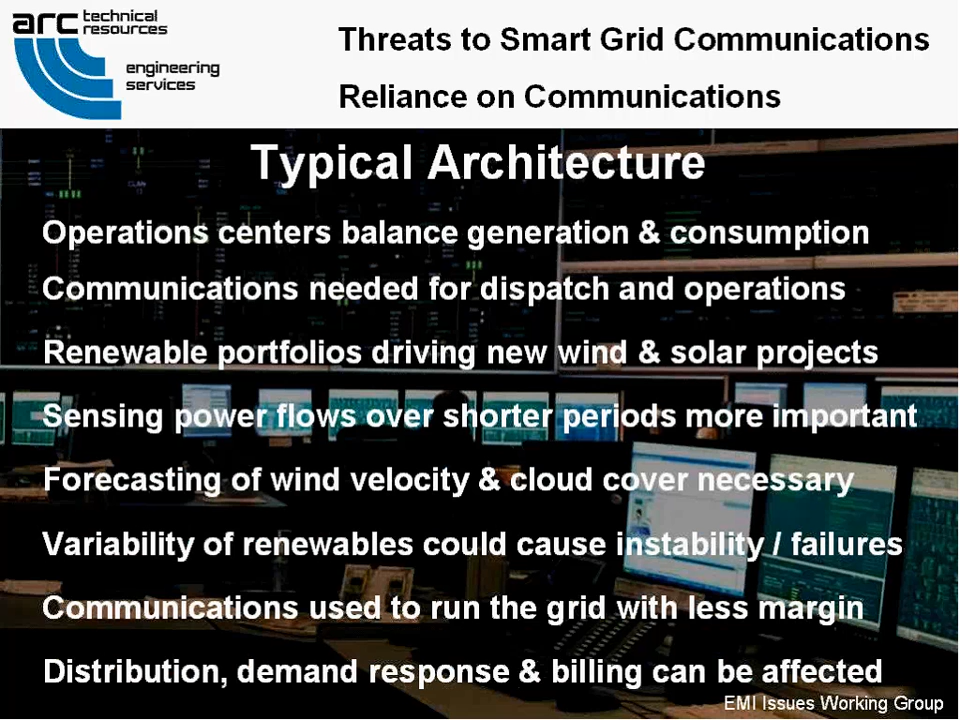 arc technical
resources
engineering
services
Threats to Smart Grid Communications
Reliance on Communications
Typical Architecture
Operations centers balance generation & consumption
Communications needed for dispatch and operations
Renewable portfolios driving new wind & solar projects
Sensing power flows over shorter periods more important
Forecasting of wind velocity & cloud cover necessary
Variability of renewables could cause instability / failures
Communications used to run the grid with less margin
Distribution, demand response & billing can be affected
EMI Issues Working Group